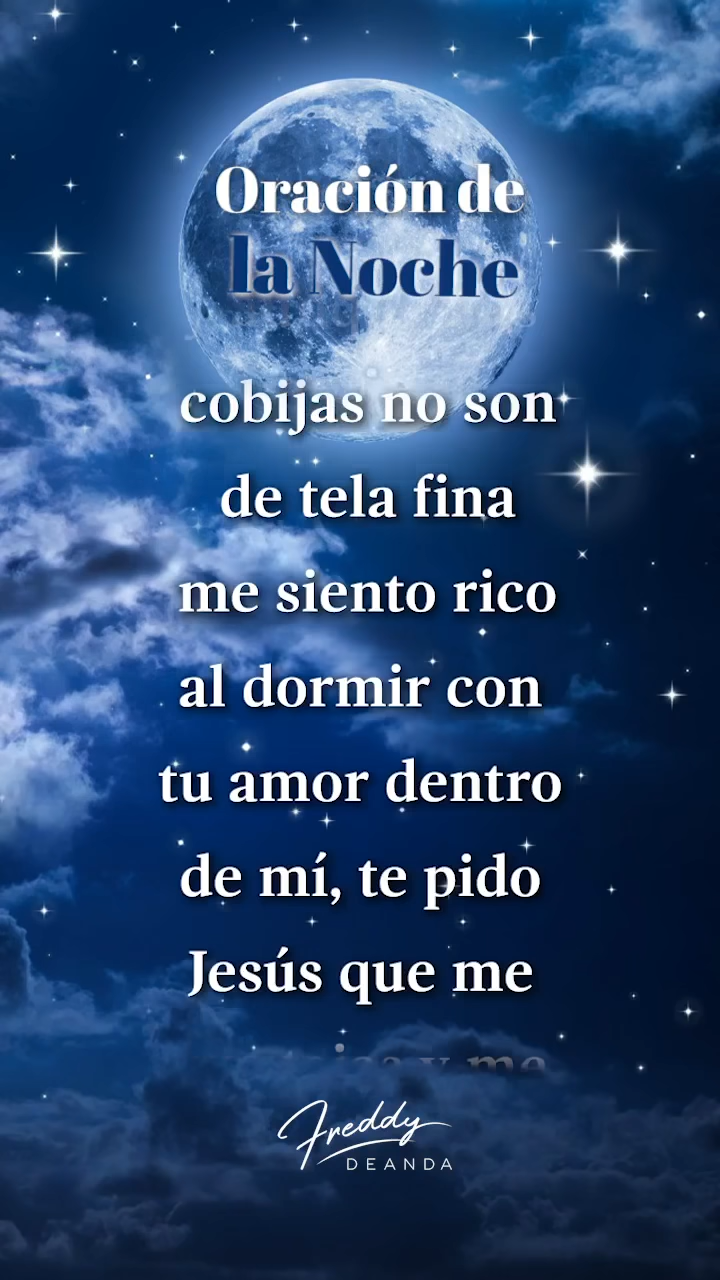 Oración de
la Noche
cobijas no son
de tela fina
me siento rico
al dormir con
tu amor dentro
de mí, te pido
Jesús que me
y me
Freddy
DEANDA